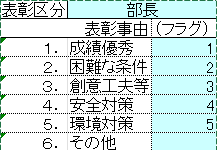 表彰区分 部長
表彰事由 (フラグ)
1. 成績優秀 1
2. 困難な条件 2
3. 創意工夫等 3
4. 安全対策 4
5. 環境対策 5
6. その他